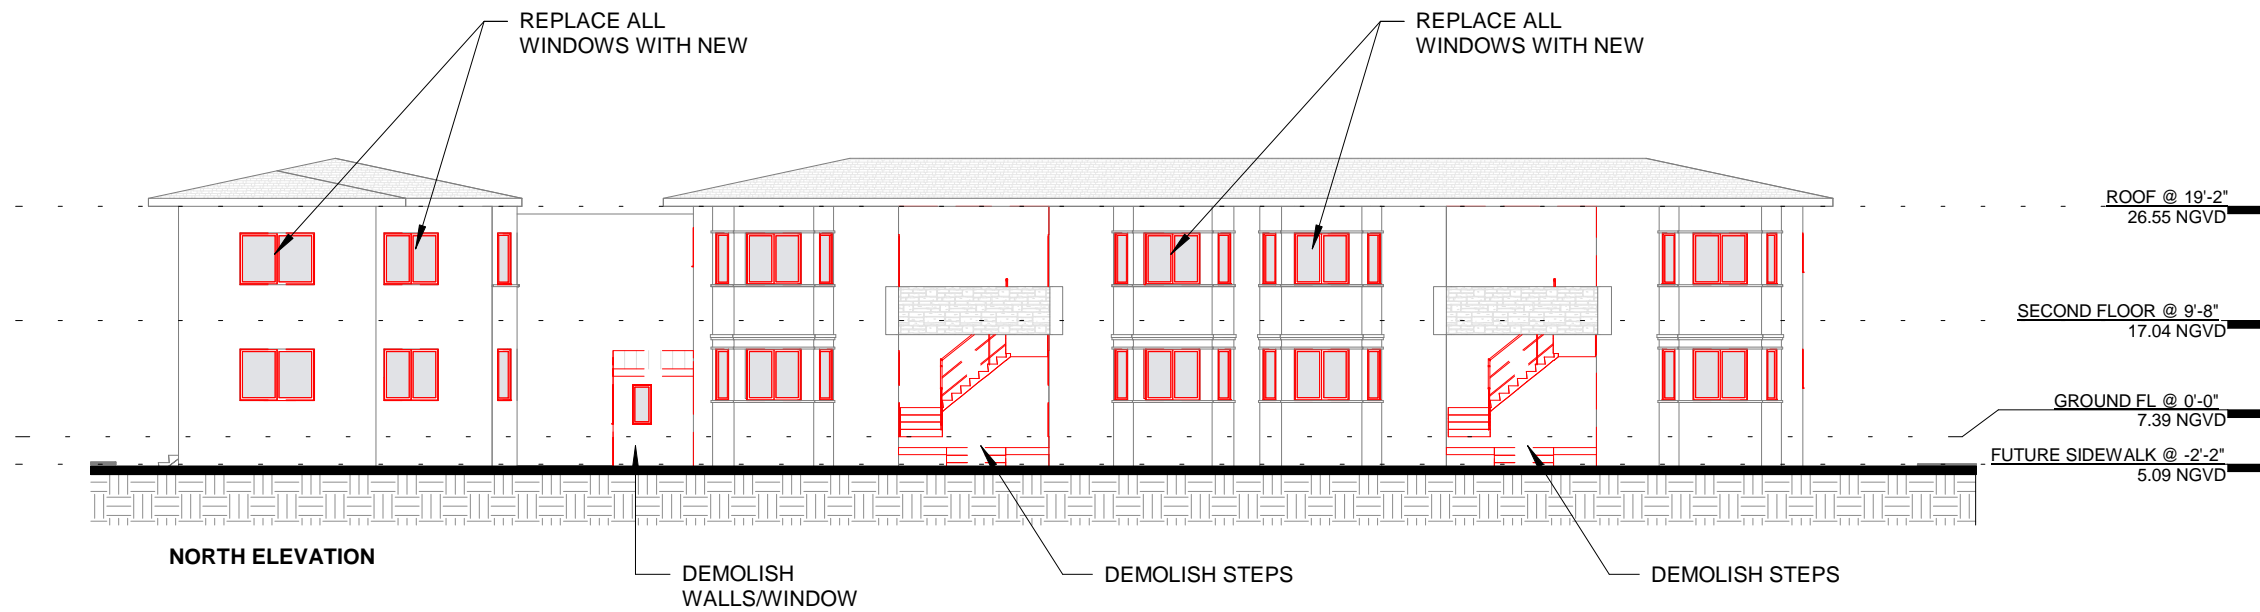 REPLACE ALL
WINDOWS WITH NEW
REPLACE ALL
WINDOWS WITH NEW
ROOF @ 19'-2"
26.55 NGVD
SECOND FLOOR @ 9'-8"
17.04 NGVD
GROUND FL @ 0'-0"
7.39 NGVD
FUTURE SIDEWALK @ -2'-2"
5.09 NGVD
NORTH ELEVATION
DEMOLISH
WALLS/WINDOW
DEMOLISH STEPS
DEMOLISH STEPS